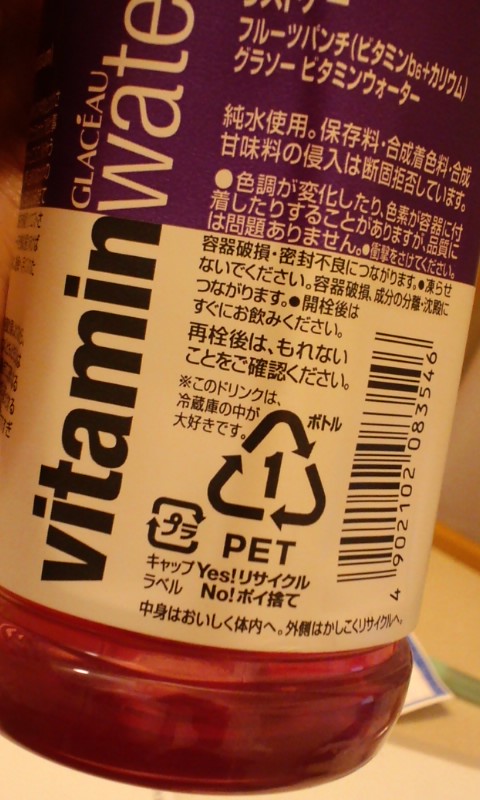 フルーツパンチ(ビタミンb6+カリウム)
グラソー ビタミンウォーター
純水使用。保存料・合成着色料・合成
甘味料の侵入は断固拒否しています。
●色調が変化したり、色素が容器に付
着したりすることがありますが、品質に
は問題ありません。●衝撃をさけてください。
容器破損・密封不良につながります。●凍らせ
ないでください。容器破損、成分の分離・沈殿に
つながります。●開栓後は
すぐにお飲みください。
再栓後は、もれない
ことをご確認ください。
※このドリンクは、
冷蔵庫の中が
大好きです。
ボトル
1
PET
プラ
キャップ
ラベル
Yes!リサイクル
No!ポイ捨て
中身はおいしく体内へ。外側はかしこくリサイクルへ。
4 902102 083546
GLACÉAU
vitaminwate